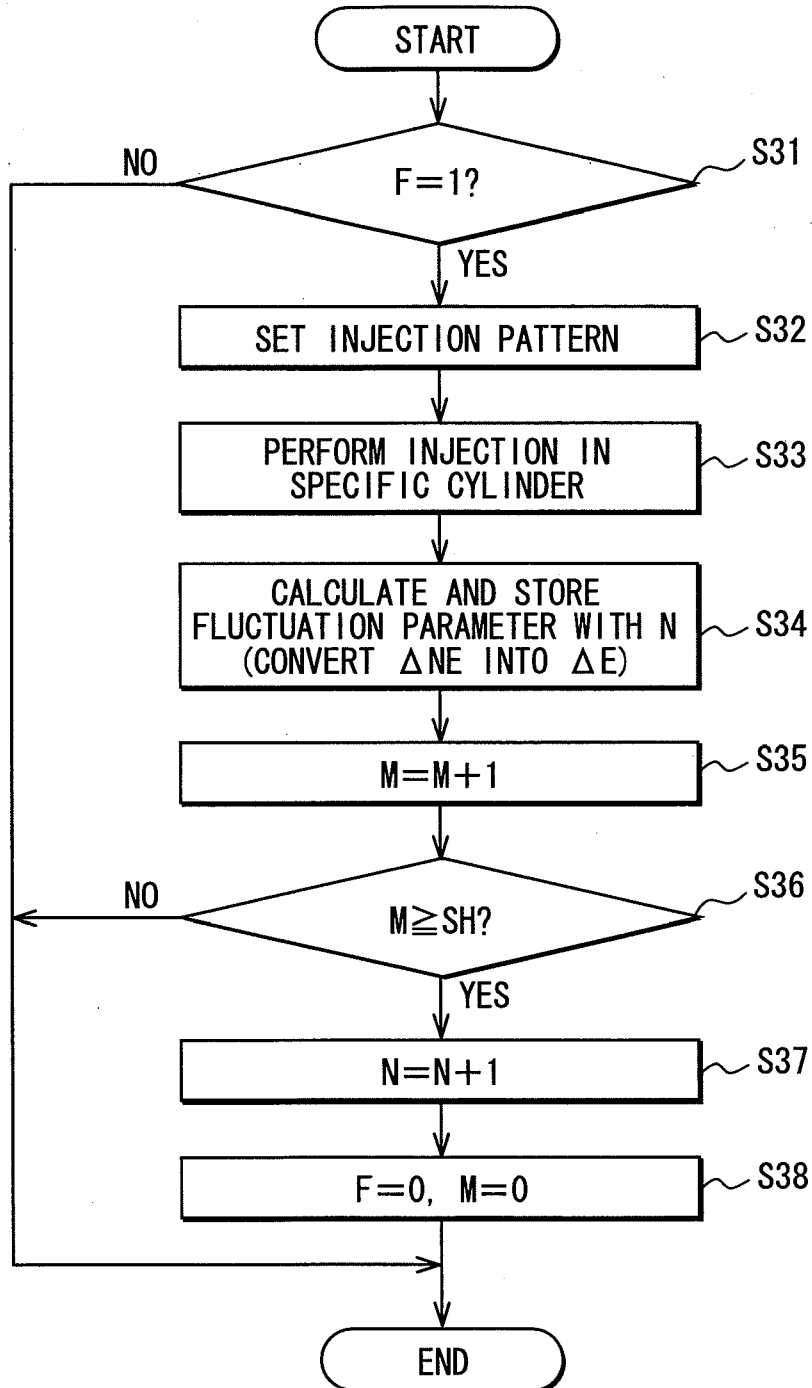 START
NO
F=1?
S31
YES
SET INJECTION PATTERN
S32
PERFORM INJECTION IN
SPECIFIC CYLINDER
S33
CALCULATE AND STORE
FLUCTUATION PARAMETER WITH N
(CONVERT ΔNE INTO ΔE)
S34
M=M+1
S35
NO
M≧SH?
S36
YES
N=N+1
S37
F=0, M=0
S38
END